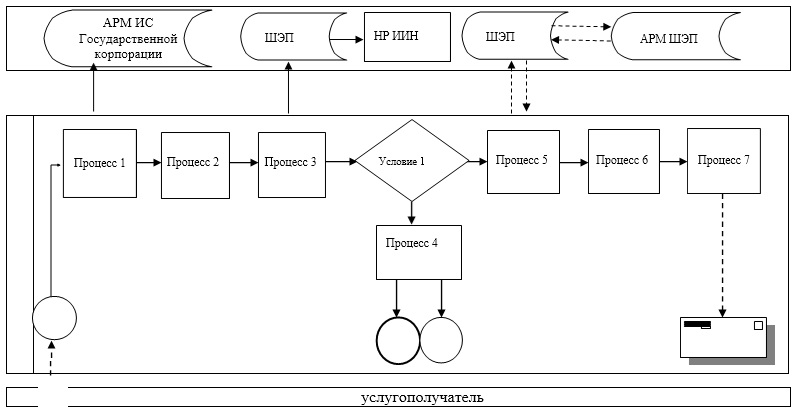 АРМ ИС
Государственной
корпорации
ШЭП
НР ИИН
ШЭП
АРМ ШЭП
Процесс 1
Процесс 2
Процесс 3
Условие 1
Процесс 5
Процесс 6
Процесс 7
Процесс 4
услугополучатель